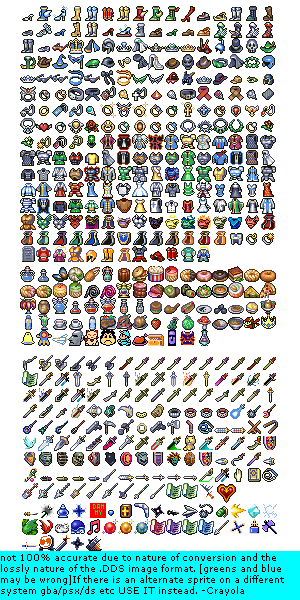 not 100% accurate due to nature of conversion and the
lossly nature of the .DDS image format. [greens and blue
may be wrong]If there is an alternate sprite on a different
system gba/psx/ds etc USE IT instead. -Crayola